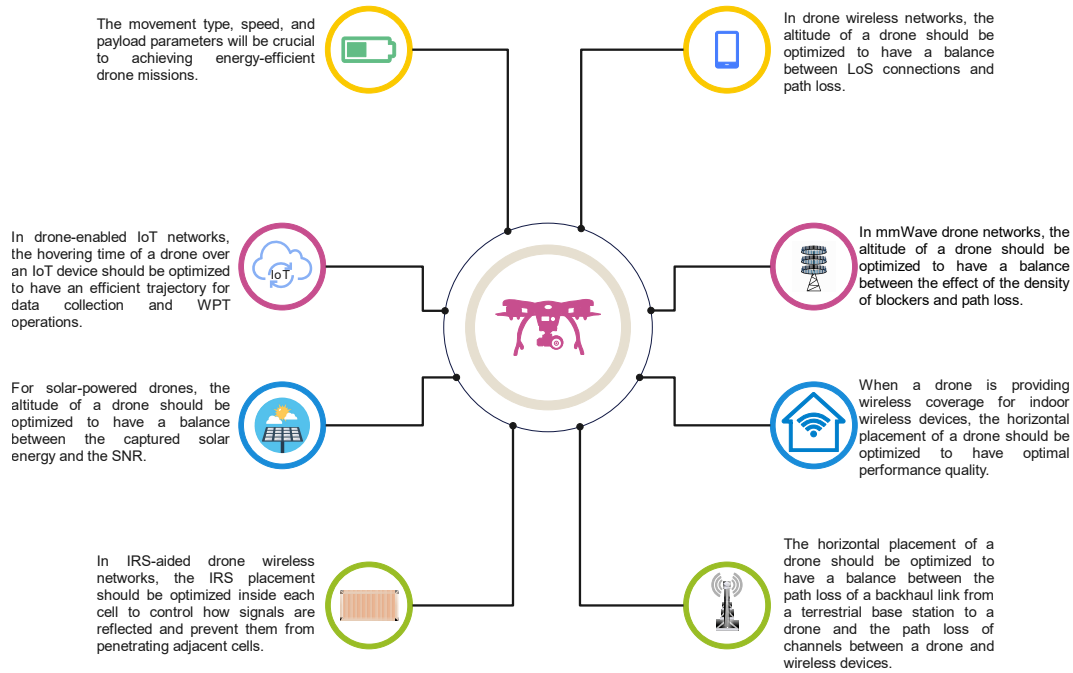 The movement type, speed, and
payload parameters will be crucial
to achieving energy-efficient
drone missions.
In drone wireless networks, the
altitude of a drone should be
optimized to have a balance
between LoS connections and
path loss.
In drone-enabled IoT networks,
the hovering time of a drone over
an IoT device should be optimized
to have an efficient trajectory for
data collection and WPT
operations.
IoT
In mmWave drone networks, the
altitude of a drone should be
optimized to have a balance
between the effect of the density
of blockers and path loss.
For solar-powered drones, the
altitude of a drone should be
optimized to have a balance
between the captured solar
energy and the SNR.
When a drone is providing
wireless coverage for indoor
wireless devices, the horizontal
placement of a drone should be
optimized to have optimal
performance quality.
In IRS-aided drone wireless
networks, the IRS placement
should be optimized inside each
cell to control how signals are
reflected and prevent them from
penetrating adjacent cells.
The horizontal placement of a
drone should be optimized to
have a balance between the
path loss of a backhaul link from
a terrestrial base station to a
drone and the path loss of
channels between a drone and
wireless devices.